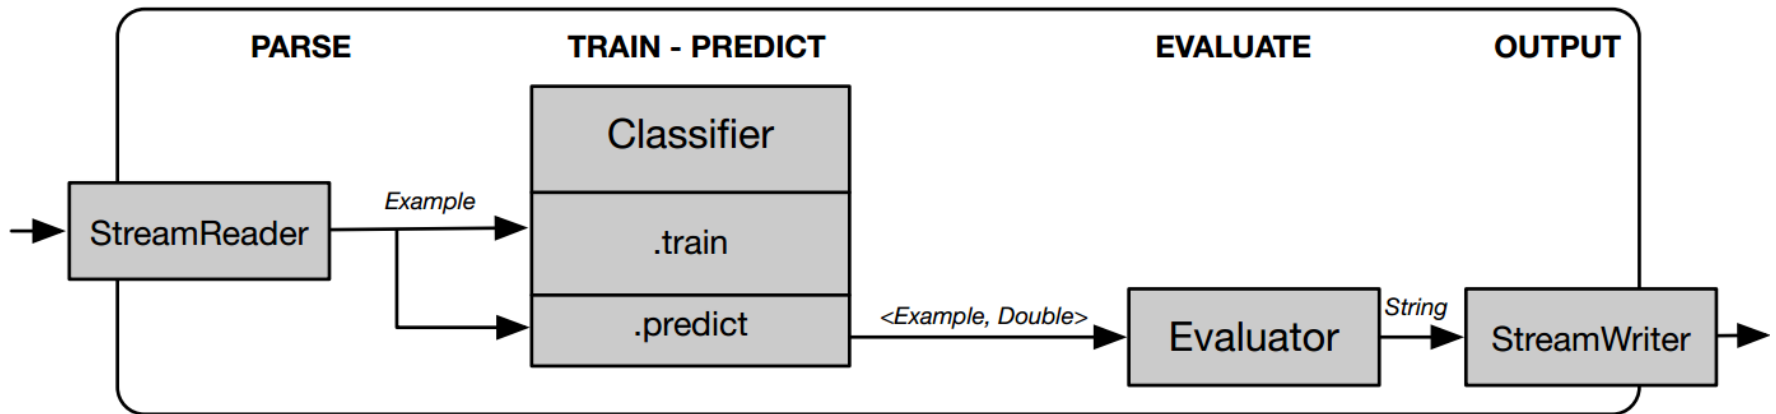 PARSE
TRAIN - PREDICT
EVALUATE
OUTPUT
Classifier
StreamReader
Example
.train
.predict
<Example, Double>
Evaluator
String
StreamWriter